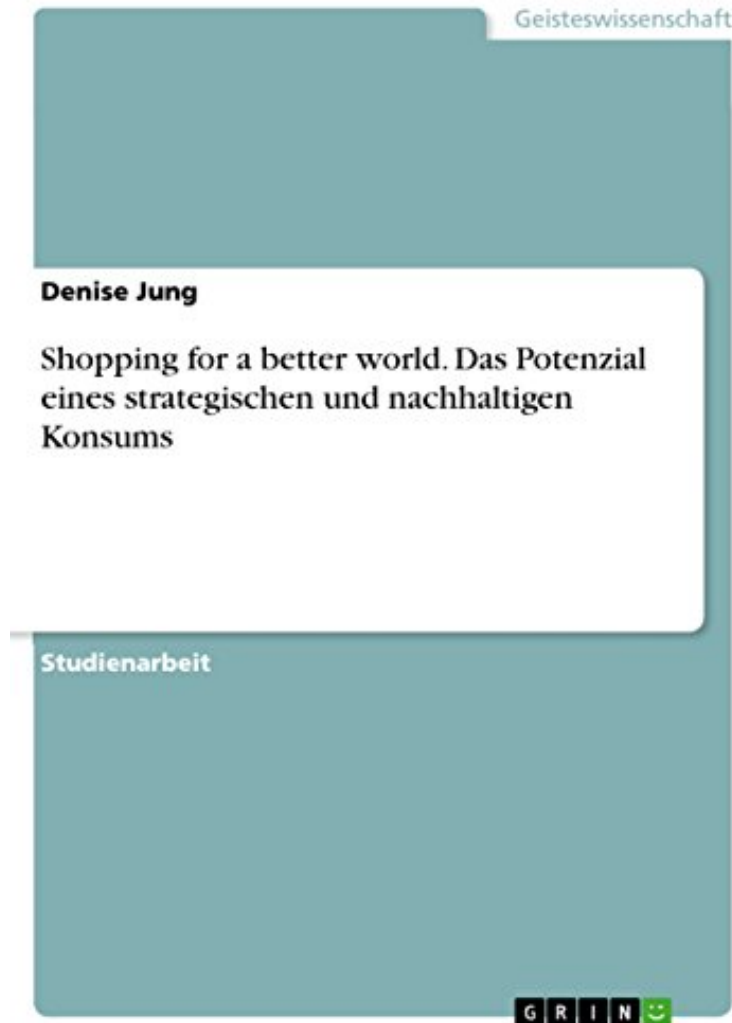 Geisteswissenschaft
Denise Jung
Shopping for a better world. Das Potenzial
eines strategischen und nachhaltigen
Konsums
Studienarbeit
GRIN